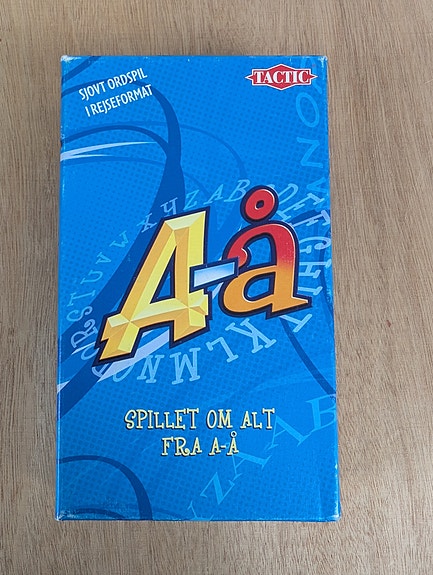 SJOVT ORDSPIL
I REJSEFORMAT
TACTIC
A-å
SPILLET OM ALT
FRA A-Å